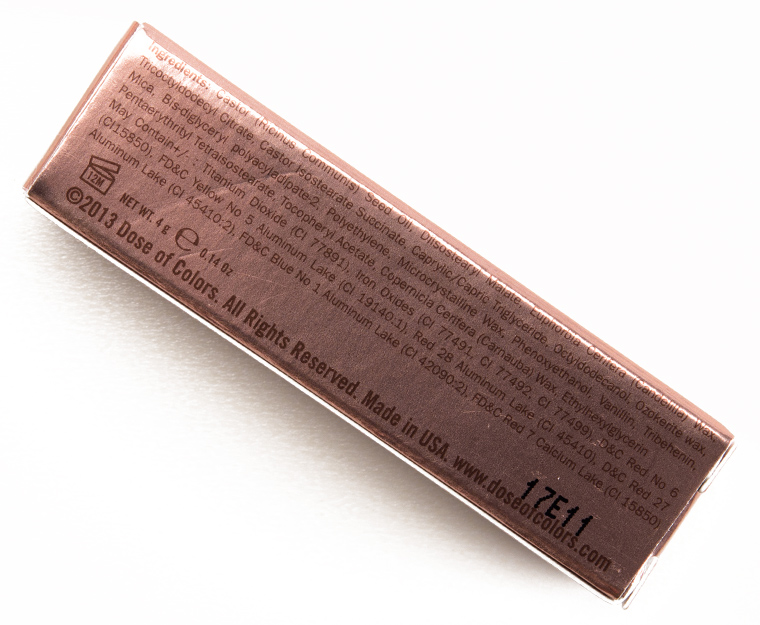 Ingredients: Castor (Ricinus Communis) Seed Oil, Diisostearyl Malate, Euphorbia Cerifera (Candelilla) Wax,
Tricoctyldodecyl Citrate, Castor Isostearate Succinate, Caprylic/Capric Triglyceride, Octyldodecanol, Ozokerite wax,
Mica, Bis-diglyceryl polyacyladipate-2, Polyethylene, Microcrystalline Wax, Phenoxyethanol, Vanillin, Tribehenin,
Pentaerythrityl Tetraisostearate, Tocopheryl Acetate, Copernicia Cerifera (Carnauba) Wax, Ethylhexylglycerin
May Contain+/-: Titanium Dioxide (CI 77891), Iron Oxides (CI 77491, CI 77492, CI 77499), D&C Red No 6
(CI15850), FD&C Yellow No 5 Aluminum Lake (CI 19140:1), Red 28 Aluminum Lake (CI 45410), D&C Red 27
Aluminum Lake (CI 45410:2), FD&C Blue No 1 Aluminum Lake (CI 42090:2), FD&C Red 7 Calcium Lake (CI 15850)
12M
NET WT. 4 g ℮ 0.14 Oz
©2013 Dose of Colors. All Rights Reserved. Made in USA. www.doseofcolors.com
17E11